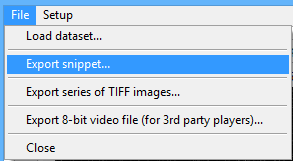 File Setup
Load dataset...
Export snippet...
Export series of TIFF images...
Export 8-bit video file (for 3rd party players)...
Close